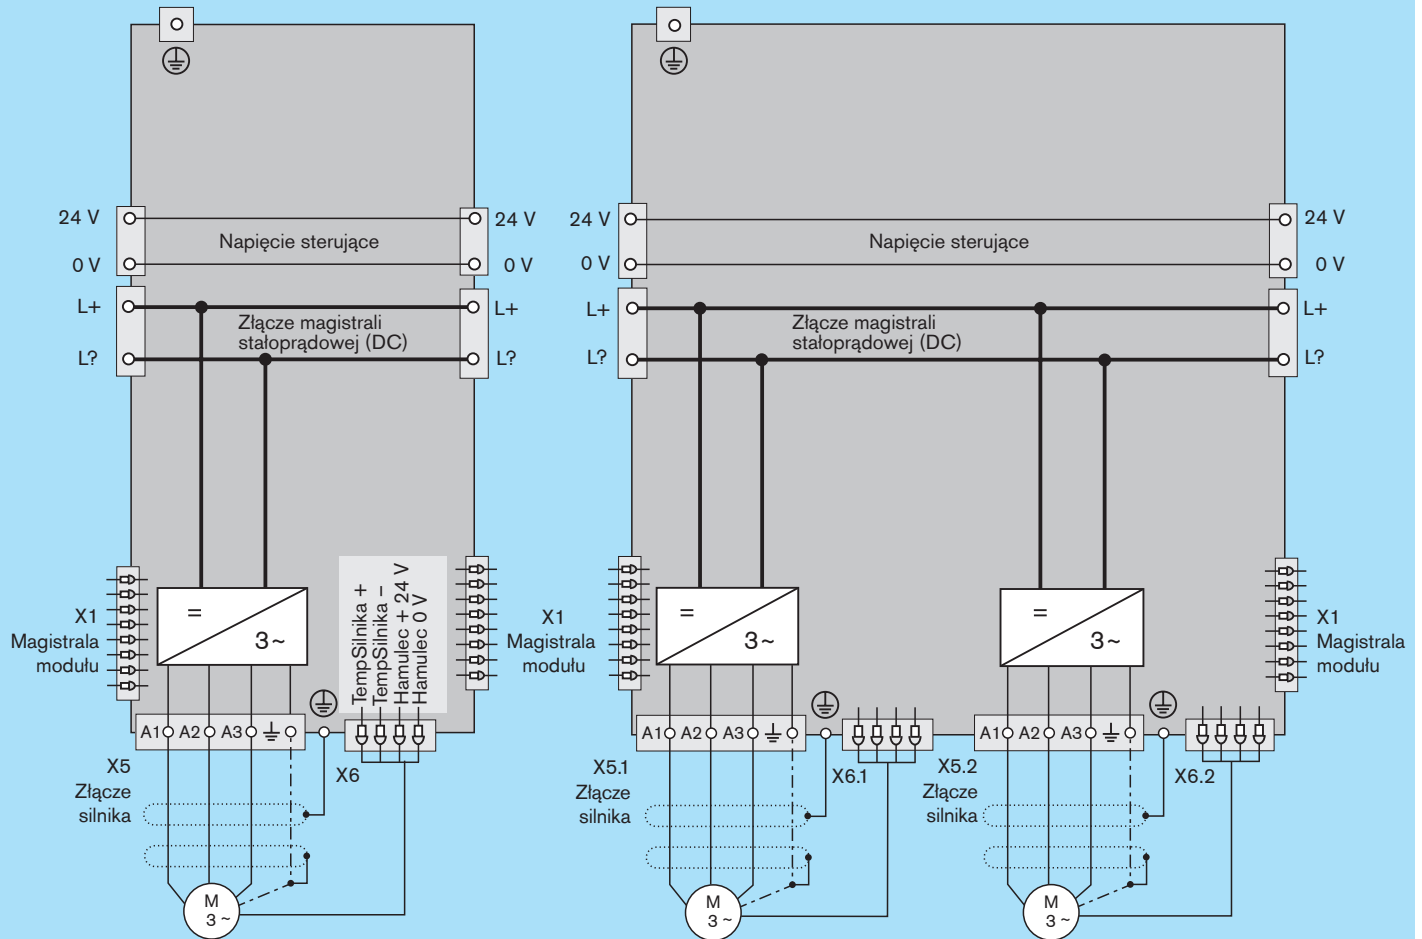 24 V
24 V
Napięcie sterujące
0 V
0 V
L+
L+
Złącze magistrali
stałoprądowej (DC)
L?
L?
X1
Magistrala
modułu
=
3~
TempSilnika +
TempSilnika –
Hamulec + 24 V
Hamulec 0 V
A1
A2
A3
X5
Złącze
silnika
X6
M
3 ~
24 V
24 V
Napięcie sterujące
0 V
0 V
L+
L+
Złącze magistrali
stałoprądowej (DC)
L?
L?
X1
Magistrala
modułu
=
3~
=
3~
X1
Magistrala
modułu
A1
A2
A3
A1
A2
A3
X5.1
Złącze
silnika
X6.1
X5.2
Złącze
silnika
X6.2
M
3 ~
M
3 ~